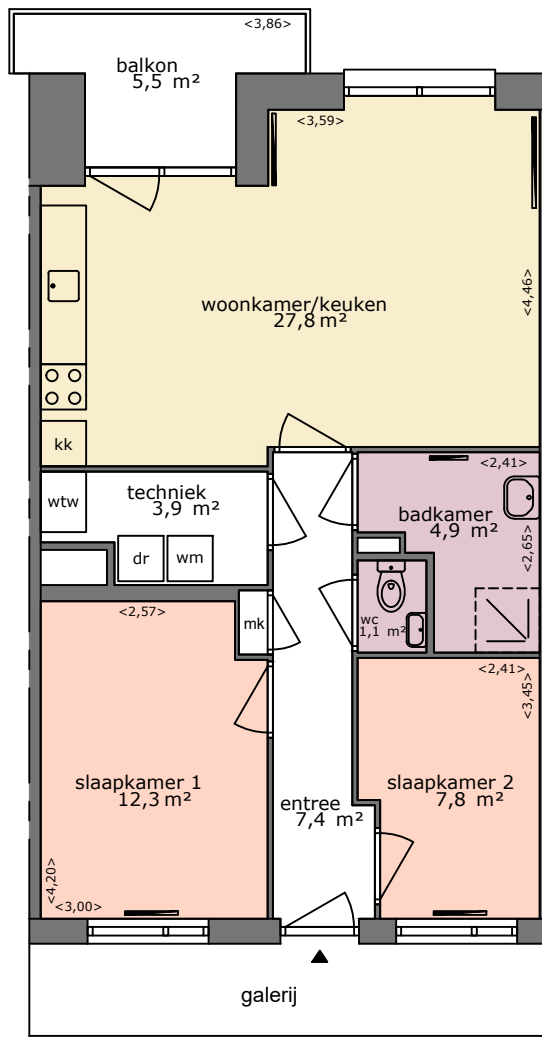 <3,86>
balkon
5,5 m²
<3,59>
<4,46>
woonkamer/keuken
27,8 m²
kk
<2,41>
wtw
techniek
3,9 m²
badkamer
4,9 m²
<2,65>
dr
wm
<2,57>
mk
wc
1,1 m²
<2,41>
<3,45>
slaapkamer 1
12,3 m²
entree
7,4 m²
slaapkamer 2
7,8 m²
<4,20>
<3,00>
galerij